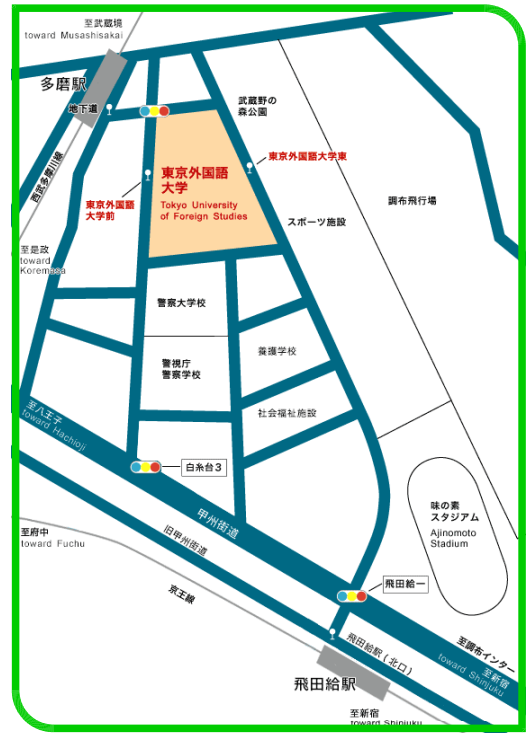 至武蔵境
toward Musashisakai
多磨駅
地下道
武蔵野の
森公園
東京外国語大学東
東京外国語
大学
Tokyo University
of Foreign Studies
東京外国語
大学前
西武多摩川線
調布飛行場
スポーツ施設
至是政
toward
Koremasa
警察大学校
養護学校
警視庁
警察学校
社会福祉施設
至八王子
toward Hachioji
白糸台3
甲州街道
味の素
スタジアム
Ajinomoto
Stadium
至府中
toward Fuchu
旧甲州街道
京王線
飛田給一
飛田給駅(北口)
至調布インター
至新宿
toward Shinjuku
飛田給駅
至新宿
toward Shinjuku